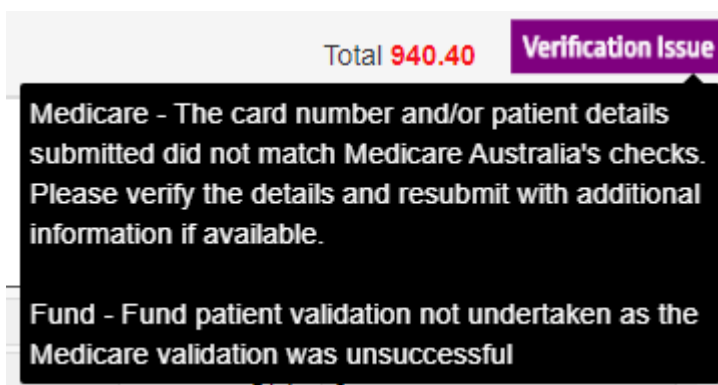 Total 940.40 Verification Issue
Medicare - The card number and/or patient details
submitted did not match Medicare Australia's checks.
Please verify the details and resubmit with additional
information if available.
Fund - Fund patient validation not undertaken as the
Medicare validation was unsuccessful